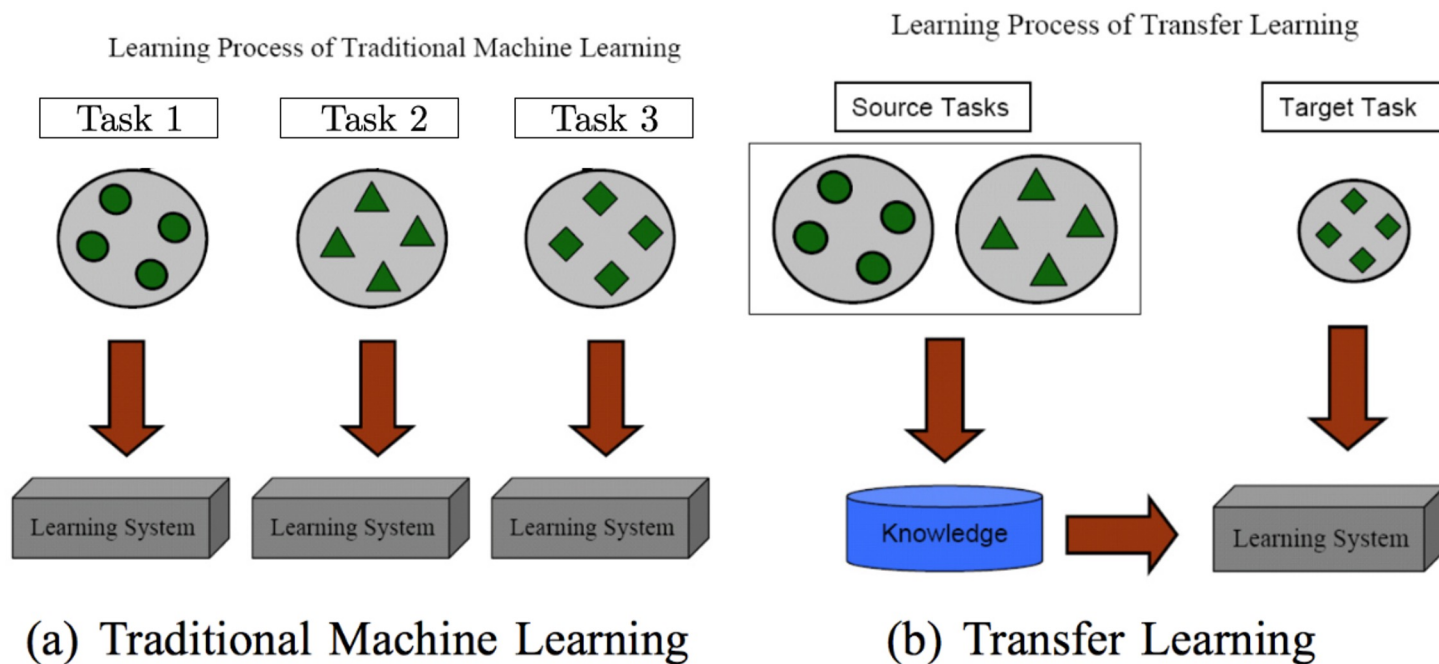 Learning Process of Traditional Machine Learning
Task 1
Task 2
Task 3
Learning System
Learning System
Learning System
(a) Traditional Machine Learning
Learning Process of Transfer Learning
Source Tasks
Target Task
Knowledge
Learning System
(b) Transfer Learning